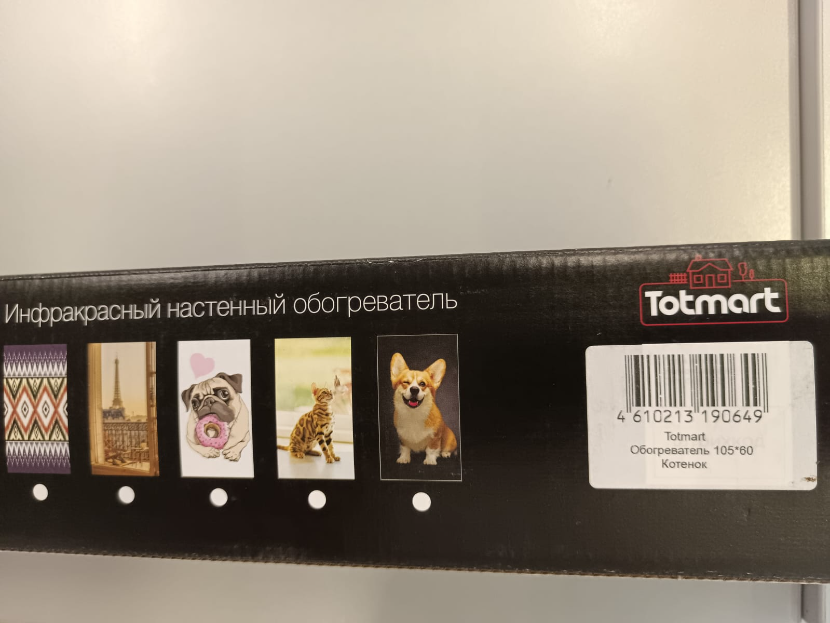 Инфракрасный настенный обогреватель
Totmart
4 610213 190649
Totmart
Обогреватель 105*60
Котенок